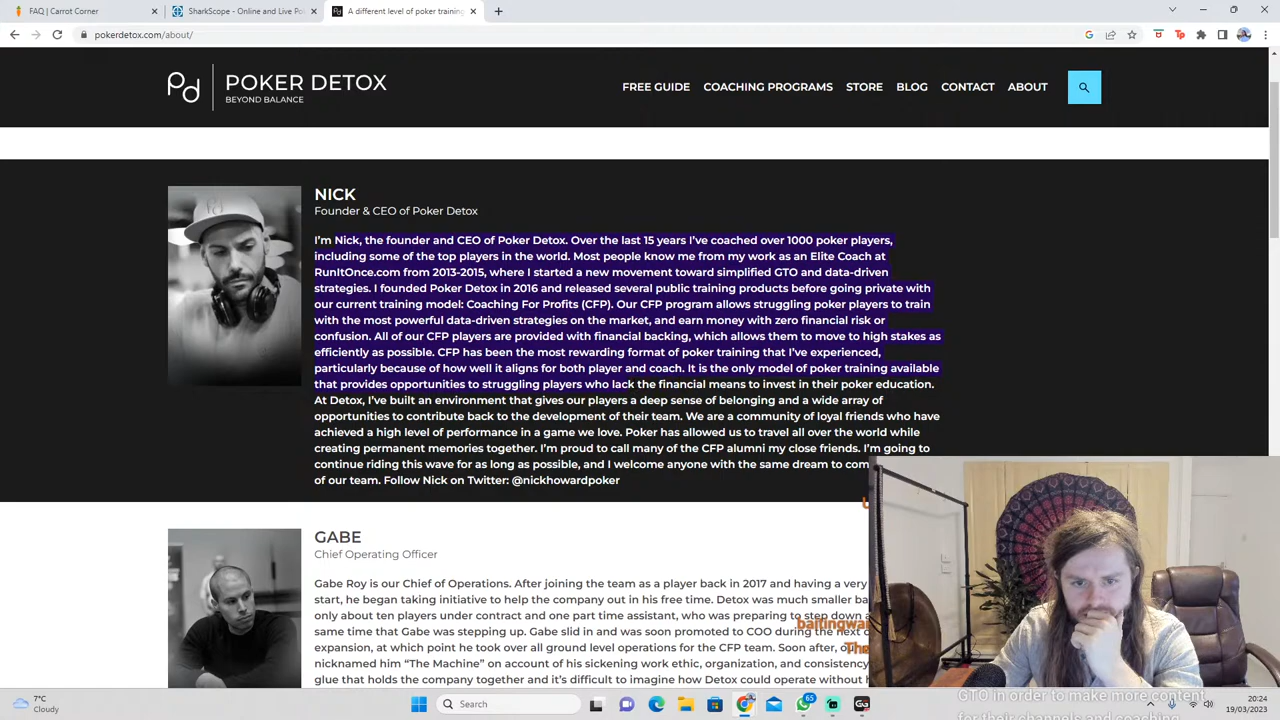 FAQ | Carrot Corner
SharkScope - Online and Live Po
A different level of poker training
pokerdetox.com/about/
Pd
POKER DETOX
BEYOND BALANCE
FREE GUIDE
COACHING PROGRAMS
STORE
BLOG
CONTACT
ABOUT
NICK
Founder & CEO of Poker Detox
I'm Nick, the founder and CEO of Poker Detox. Over the last 15 years I've coached over 1000 poker players,
including some of the top players in the world. Most people know me from my work as an Elite Coach at
RunItOnce.com from 2013-2015, where I started a new movement toward simplified GTO and data-driven
strategies. I founded Poker Detox in 2016 and released several public training products before going private with
our current training model: Coaching For Profits (CFP). Our CFP program allows struggling poker players to train
with the most powerful data-driven strategies on the market, and earn money with zero financial risk or
confusion. All of our CFP players are provided with financial backing, which allows them to move to high stakes as
efficiently as possible. CFP has been the most rewarding format of poker training that I've experienced,
particularly because of how well it aligns for both player and coach. It is the only model of poker training available
that provides opportunities to struggling players who lack the financial means to invest in their poker education.
At Detox, I've built an environment that gives our players a deep sense of belonging and a wide array of
opportunities to contribute back to the development of their team. We are a community of loyal friends who have
achieved a high level of performance in a game we love. Poker has allowed us to travel all over the world while
creating permanent memories together. I'm proud to call many of the CFP alumni my close friends. I'm going to
continue riding this wave for as long as possible, and I welcome anyone with the same dream to com
of our team. Follow Nick on Twitter: @nickhowardpoker
GABE
Chief Operating Officer
Gabe Roy is our Chief of Operations. After joining the team as a player back in 2017 and having a very
start, he began taking initiative to help the company out in his free time. Detox was much smaller ba
only about ten players under contract and one part time assistant, who was preparing to step down a
same time that Gabe was stepping up. Gabe slid in and was soon promoted to COO during the next c
expansion, at which point he took over all ground level operations for the CFP team. Soon after, o
nicknamed him "The Machine" on account of his sickening work ethic, organization, and consistency
glue that holds the company together and it's difficult to imagine how Detox could operate without h
baitingwa
Th
GTO in order to make more content
for their channels and coaching
7°C
Cloudy
Search
65
20:24
19/03/2023